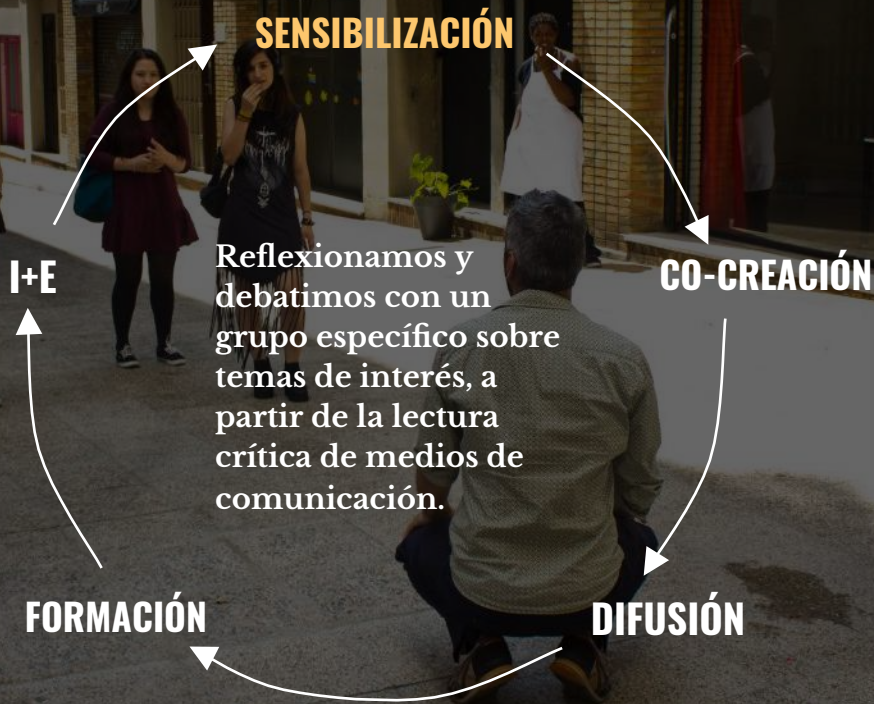 SENSIBILIZACIÓN
I+E
CO-CREACIÓN
Reflexionamos y
debatimos con un
grupo específico sobre
temas de interés, a
partir de la lectura
crítica de medios de
comunicación.
FORMACIÓN
DIFUSIÓN